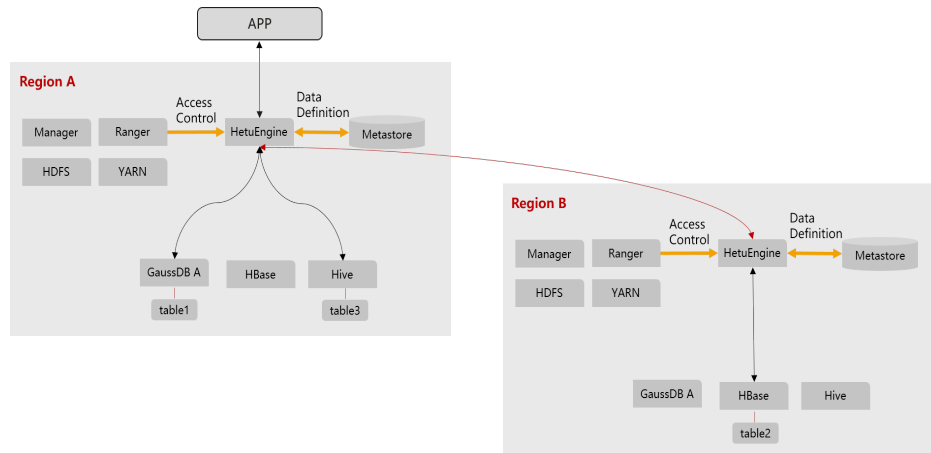 APP
Region A
Access
Control
Data
Definition
Manager
Ranger
HetuEngine
Metastore
HDFS
YARN
GaussDB A
HBase
Hive
table1
table3
Region B
Access
Control
Data
Definition
Manager
Ranger
HetuEngine
Metastore
HDFS
YARN
GaussDB A
HBase
Hive
table2